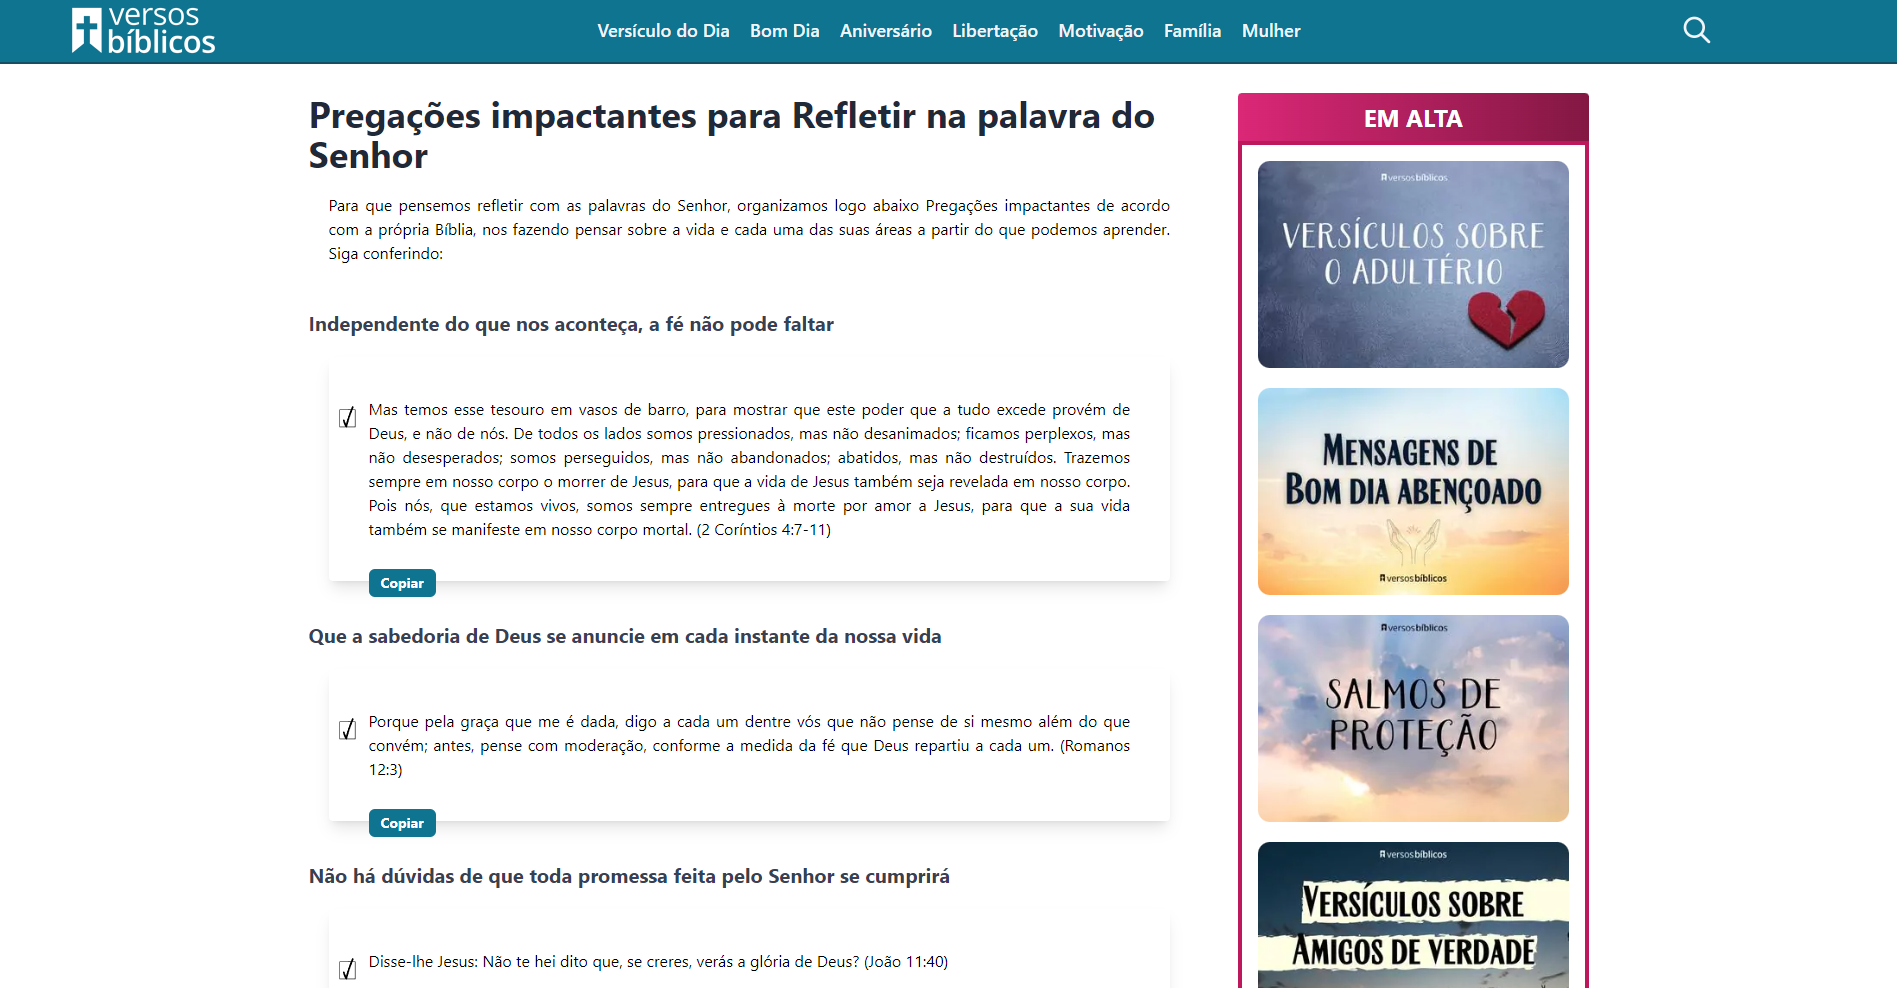 versos
bíblicos
Versículo do Dia Bom Dia Aniversário Libertação Motivação Família Mulher
Pregações impactantes para Refletir na palavra do
Senhor
Para que pensemos refletir com as palavras do Senhor, organizamos logo abaixo Pregações impactantes de acordo
com a própria Bíblia, nos fazendo pensar sobre a vida e cada uma das suas áreas a partir do que podemos aprender.
Siga conferindo:
Independente do que nos aconteça, a fé não pode faltar
Mas temos esse tesouro em vasos de barro, para mostrar que este poder que a tudo excede provém de
Deus, e não de nós. De todos os lados somos pressionados, mas não desanimados; ficamos perplexos, mas
não desesperados; somos perseguidos, mas não abandonados; abatidos, mas não destruídos. Trazemos
sempre em nosso corpo o morrer de Jesus, para que a vida de Jesus também seja revelada em nosso corpo.
Pois nós, que estamos vivos, somos sempre entregues à morte por amor a Jesus, para que a sua vida
também se manifeste em nosso corpo mortal. (2 Coríntios 4:7-11)
Copiar
Que a sabedoria de Deus se anuncie em cada instante da nossa vida
Porque pela graça que me é dada, digo a cada um dentre vós que não pense de si mesmo além do que
convém; antes, pense com moderação, conforme a medida da fé que Deus repartiu a cada um. (Romanos
12:3)
Copiar
Não há dúvidas de que toda promessa feita pelo Senhor se cumprirá
Disse-lhe Jesus: Não te hei dito que, se creres, verás a glória de Deus? (João 11:40)
EM ALTA
versosbíblicos
VERSÍCULOS SOBRE
O ADULTÉRIO
MENSAGENS DE
BOM DIA ABENÇOADO
versosbíblicos
versosbíblicos
SALMOS DE
PROTEÇÃO
versosbíblicos
VERSÍCULOS SOBRE
AMIGOS DE VERDADE